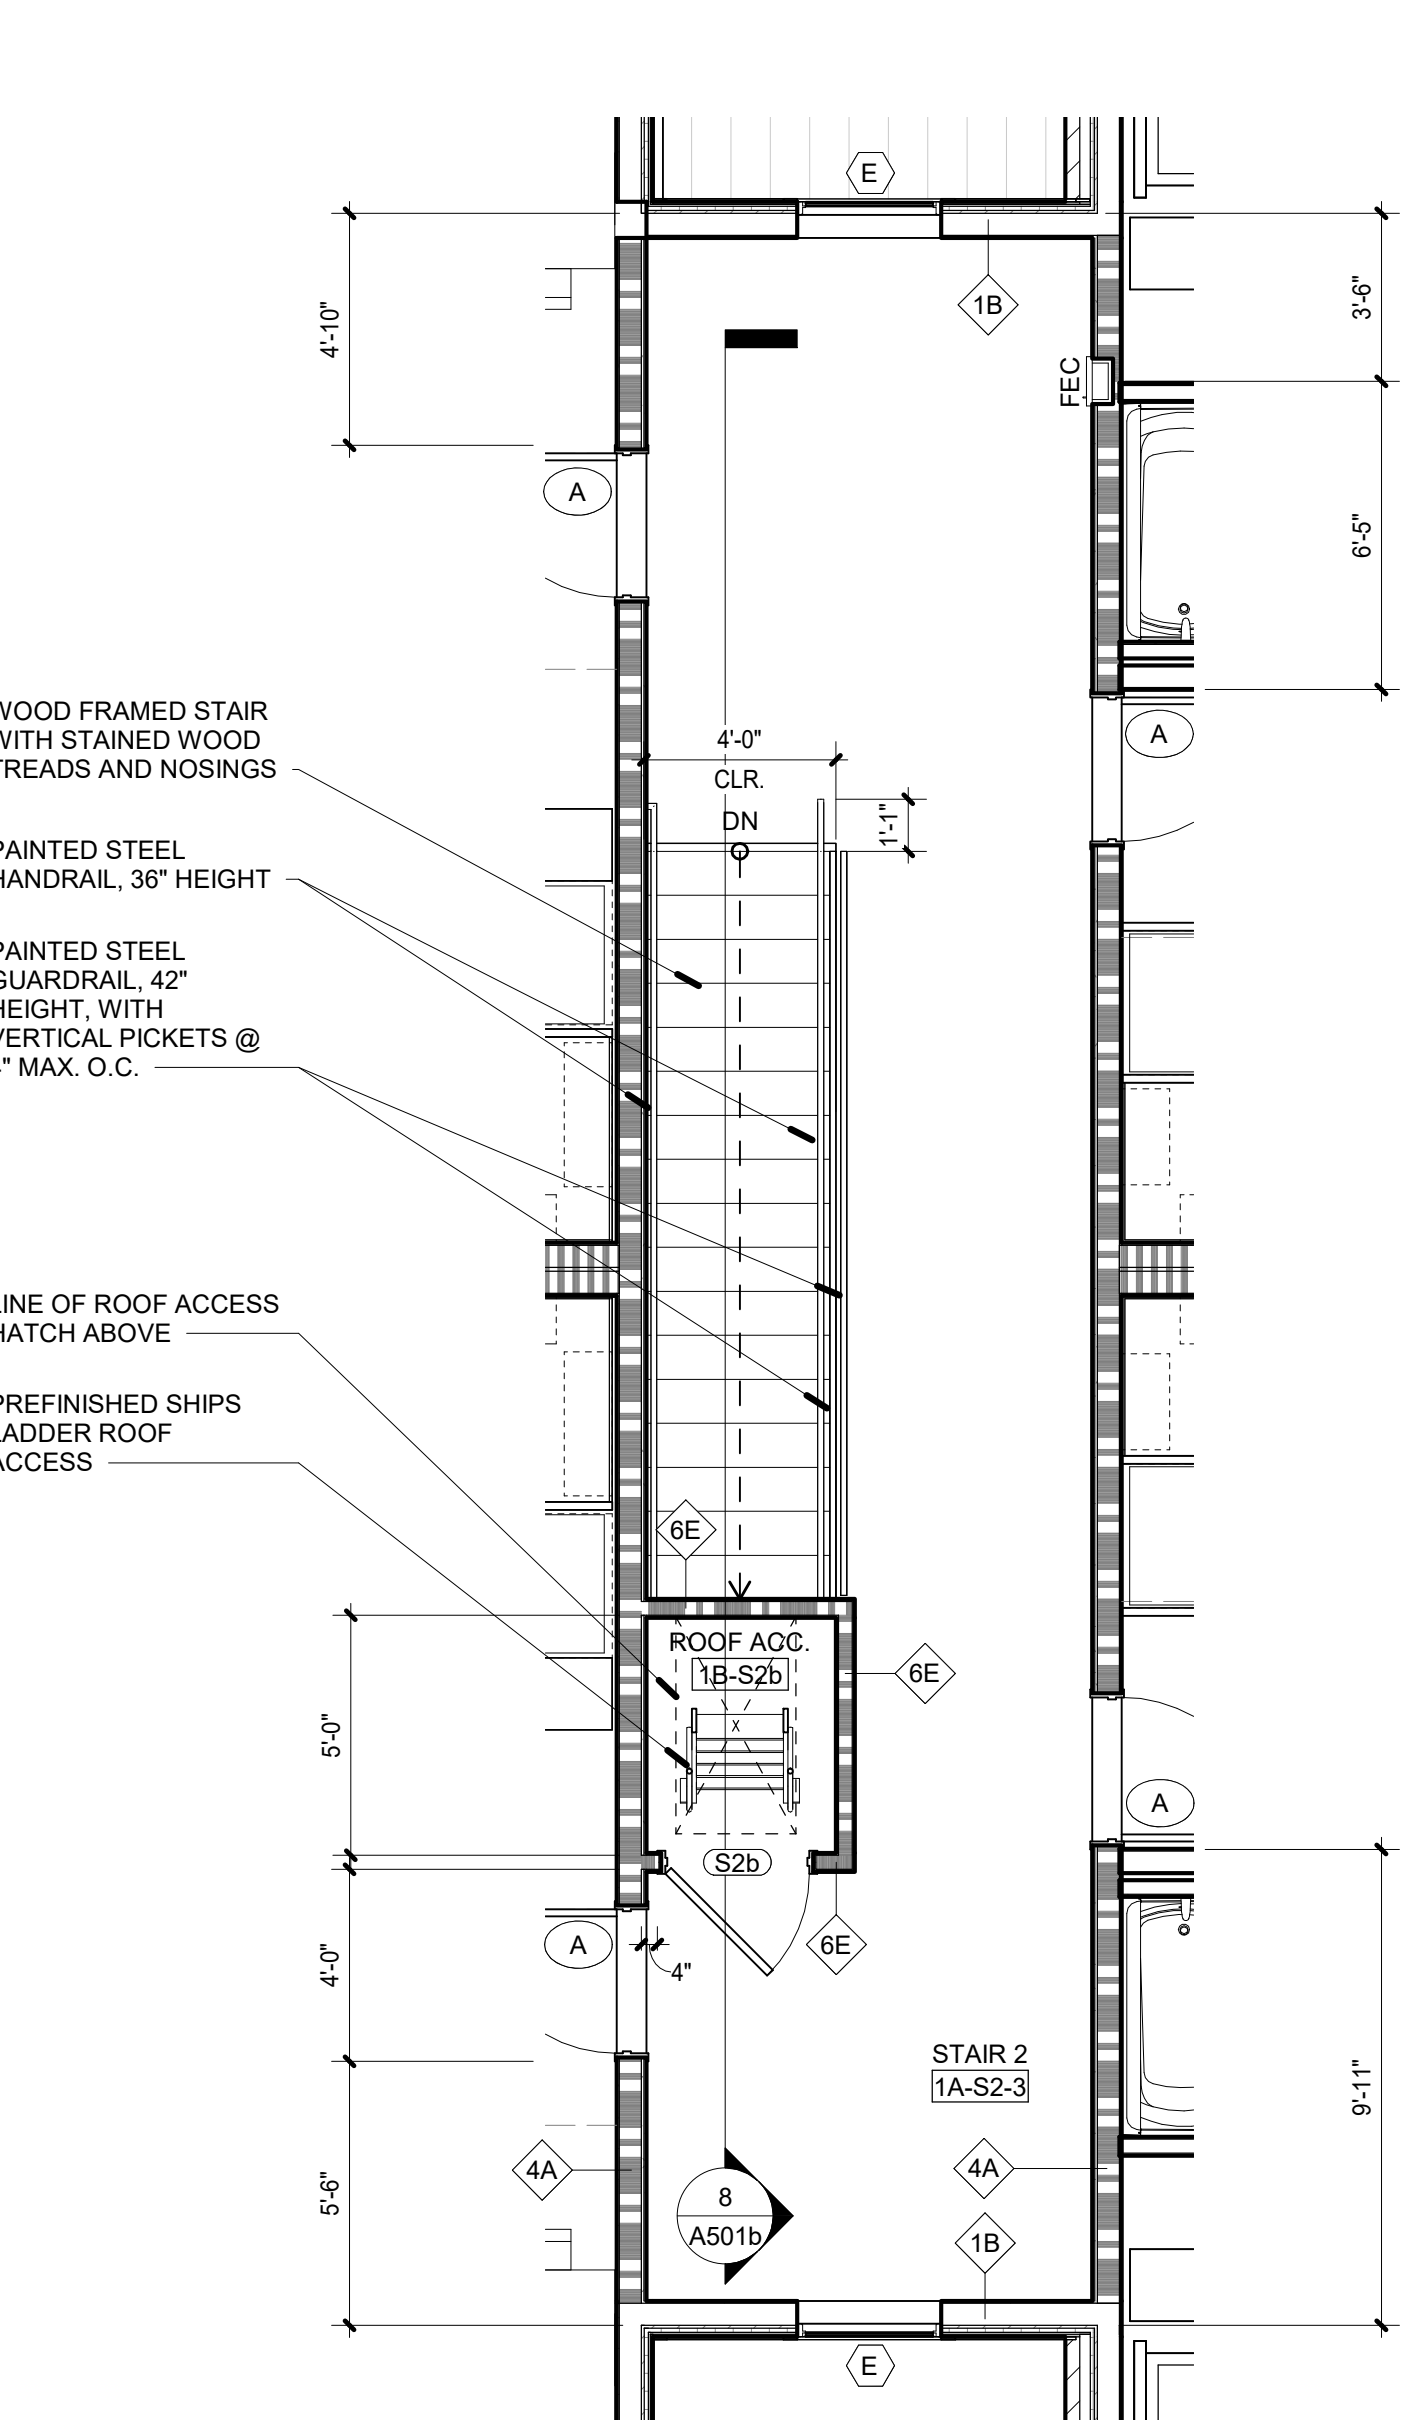 E
1B
4'-10"
3'-6"
FEC
A
6'-5"
WOOD FRAMED STAIR
WITH STAINED WOOD
TREADS AND NOSINGS
A
4'-0"
CLR.
DN
1'-1"
PAINTED STEEL
HANDRAIL, 36" HEIGHT
PAINTED STEEL
GUARDRAIL, 42"
HEIGHT, WITH
VERTICAL PICKETS @
" MAX. O.C.
LINE OF ROOF ACCESS
HATCH ABOVE
PREFINISHED SHIPS
LADDER ROOF
ACCESS
6E
ROOF ACC.
1B-S2b
6E
5'-0"
X
A
S2b
A
6E
4'-0"
4"
STAIR 2
1A-S2-3
9'-11"
4A
4A
5'-6"
8
A501b
1B
E